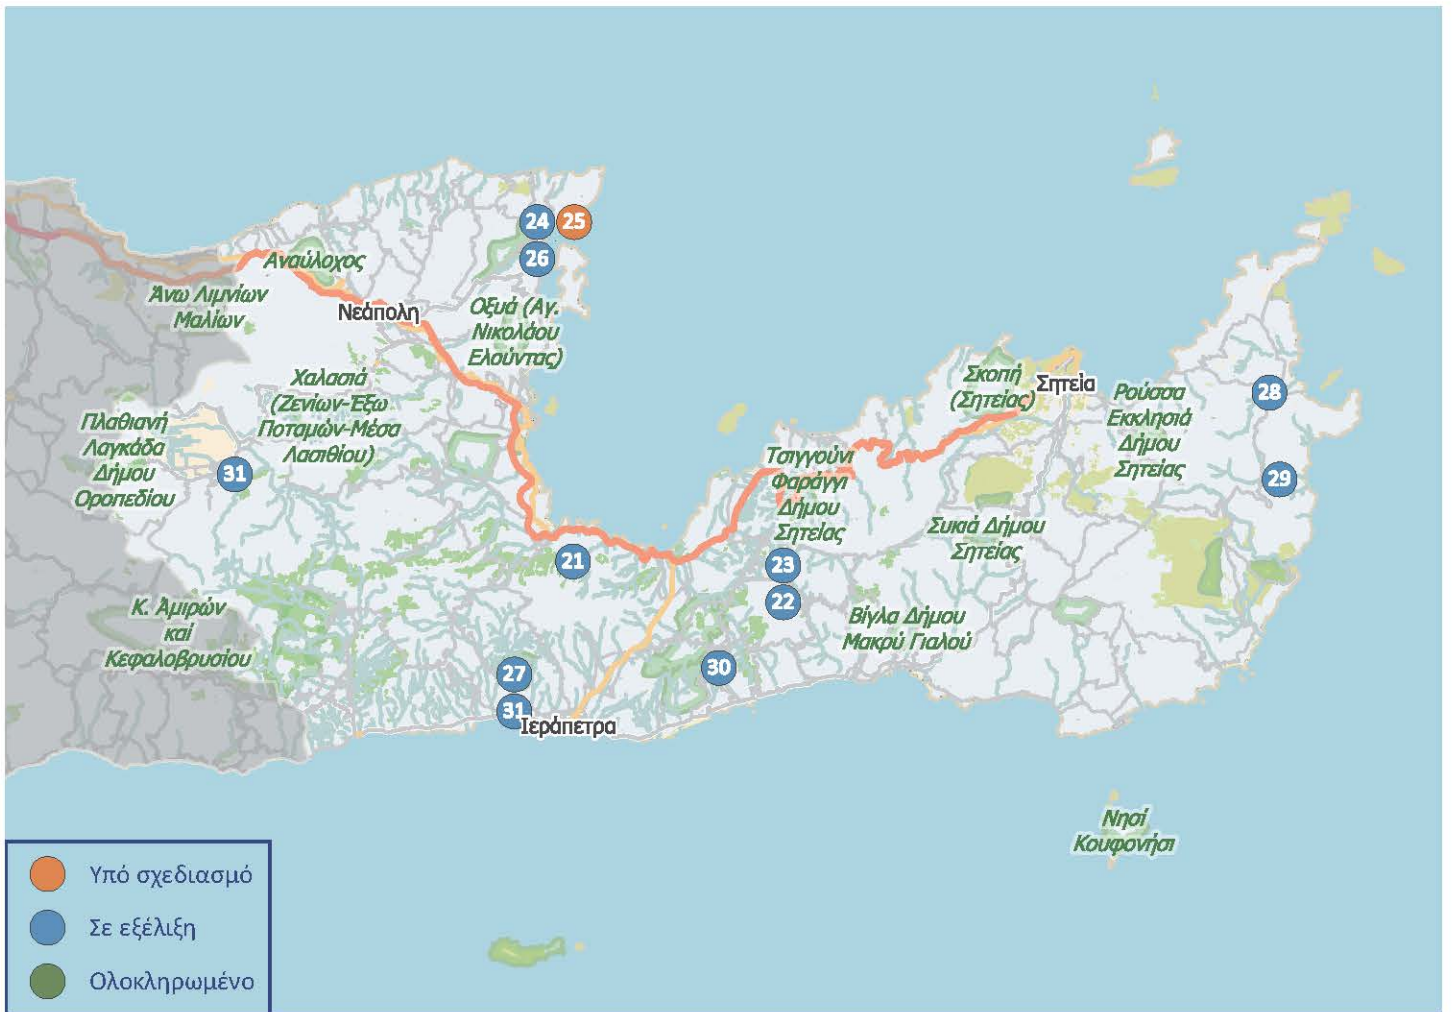 24
25
26
Αναύλοχος
Άνω Λιμνίων
Μαλίων
Νεάπολη
Οξυά (Αγ.
Νικολάου
Ελούντας)
Χαλασιά
(Ζενίων-Έξω
Ποταμών-Μέσα
Λασιθίου)
Πλαθιανή
Λαγκάδα
Δήμου
Οροπεδίου
31
Σκοπή
(Σητείας)
Σητεία
Ρούσσα
Εκκλησιά
Δήμου
Σητείας
28
29
Τσιγγούνι
Φαράγγι
Δήμου
Σητείας
Συκιά Δήμου
Σητείας
21
23
22
Βίγλα Δήμου
Μακρύ Γιαλού
Κ. Άμιρών
καί
Κεφαλοβρυσίου
27
31
Ιεράπετρα
30
Νησί
Κουφονήσι
Υπό σχεδιασμό
Σε εξέλιξη
Ολοκληρωμένο